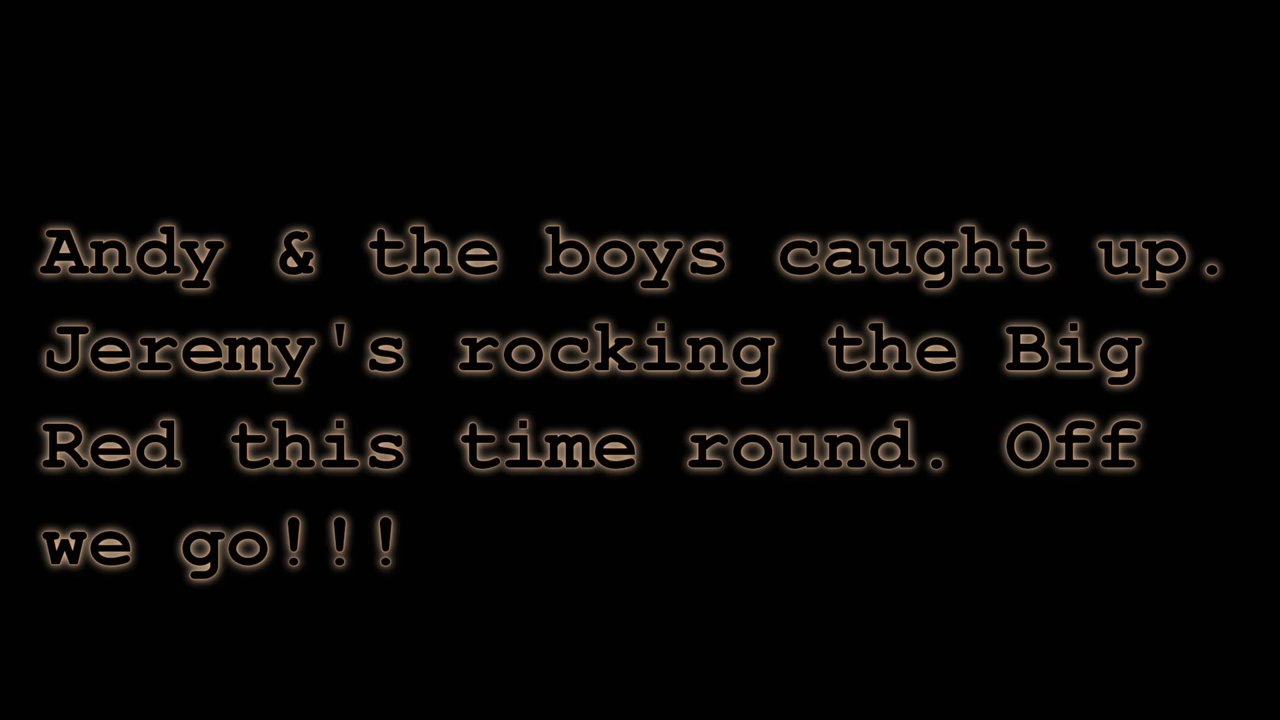 Andy & the boys caught up.
Jeremy's rocking the Big
Red this time round. Off
we go!!!